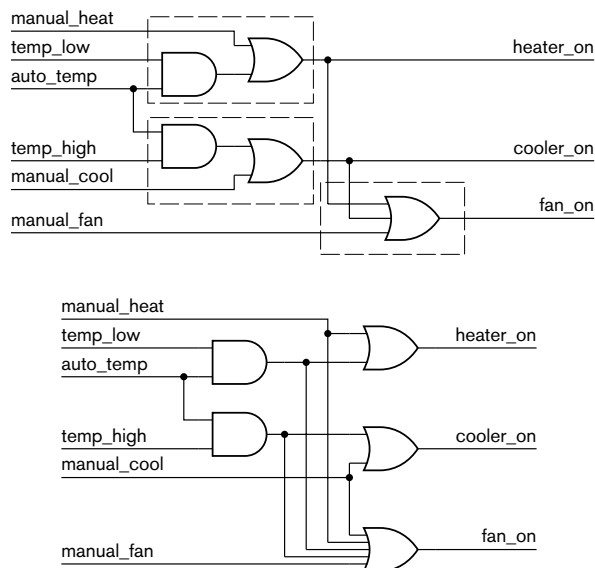 manual_heat
temp_low
heater_on
auto_temp
temp_high
cooler_on
manual_cool
manual_fan
fan_on
manual_heat
temp_low
heater_on
auto_temp
temp_high
cooler_on
manual_cool
fan_on
manual_fan